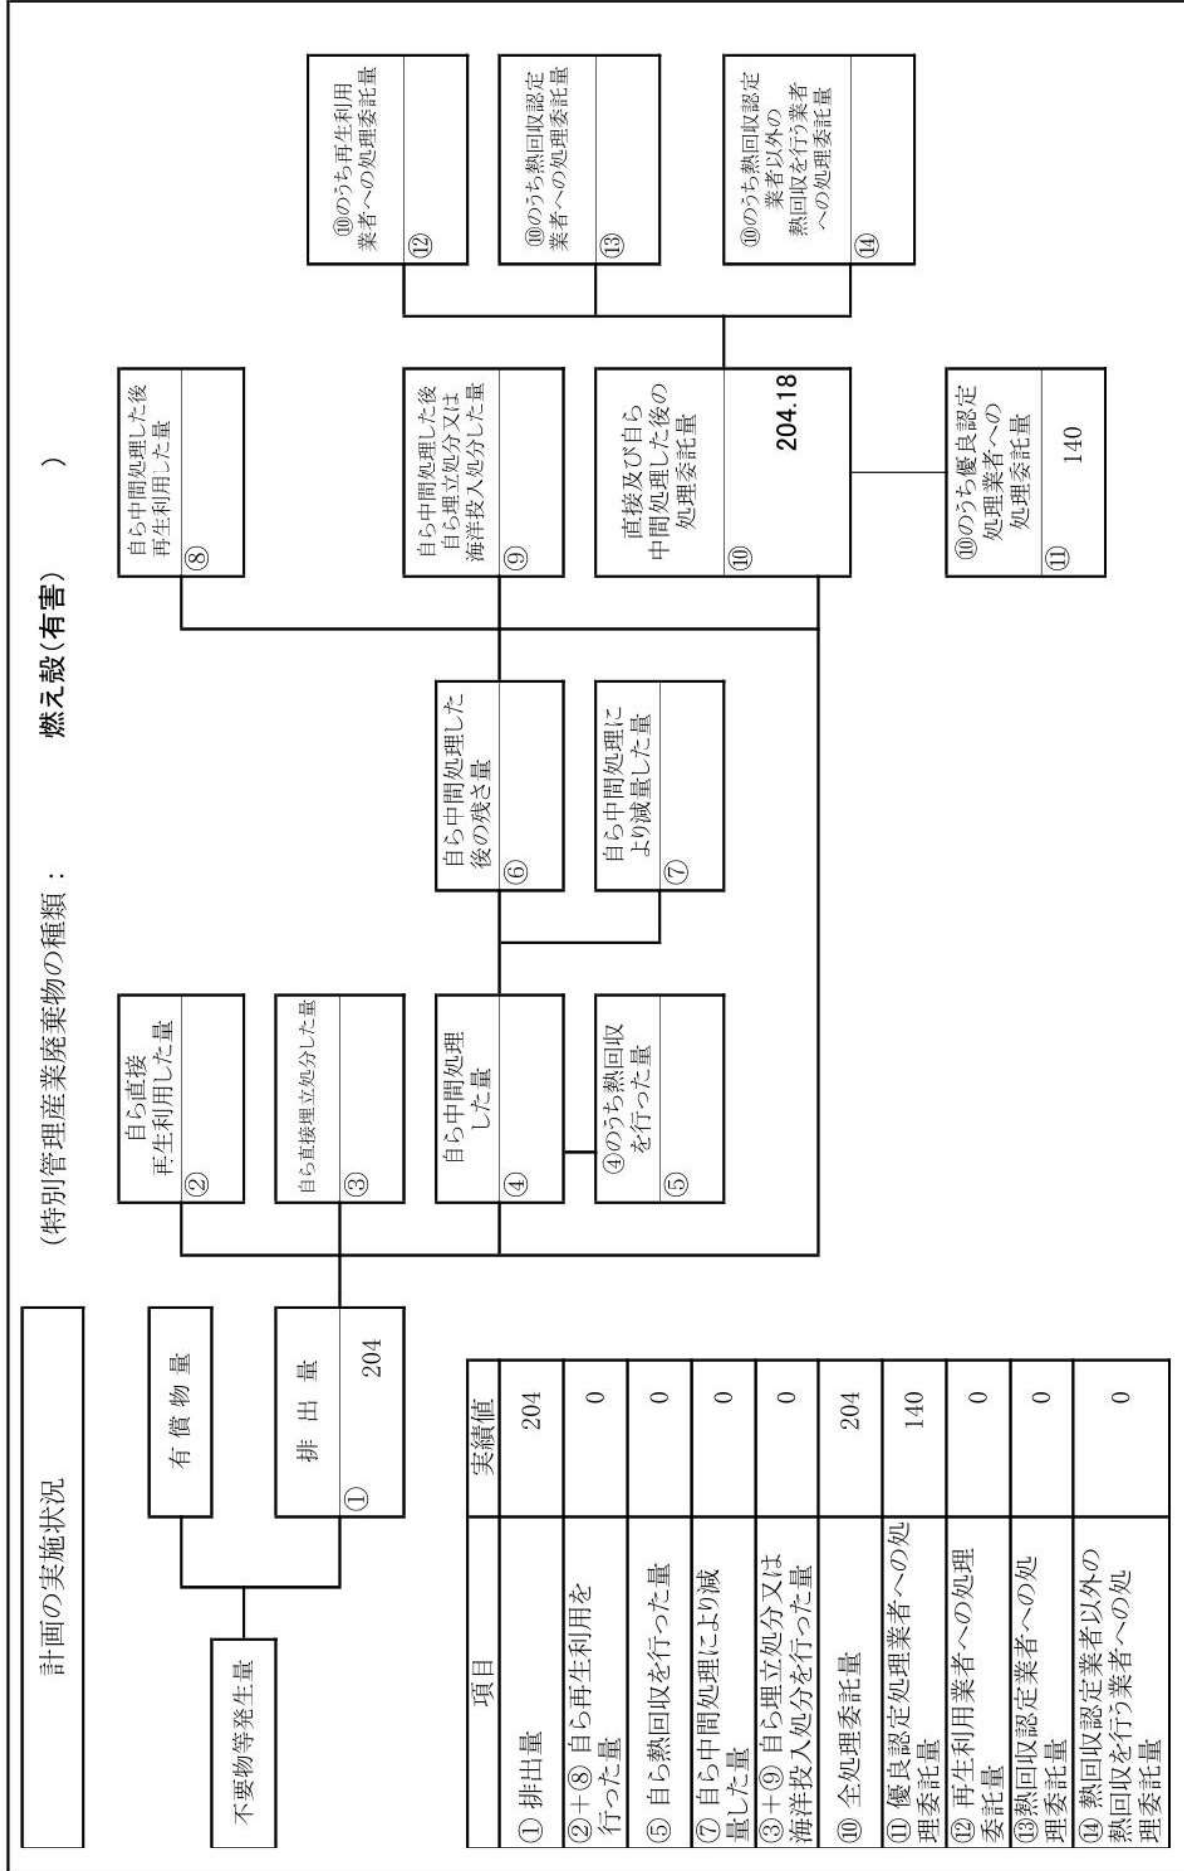 計画の実施状況
(特別管理産業廃棄物の種類： 燃え殻(有害) )
不要物等発生量
有 償 物 量
排 出 量
① 204
自ら直接
再生利用した量
②
自ら直接埋立処分した量
③
自ら中間処理
した量
④
④のうち熱回収
を行った量
⑤
自ら中間処理した
後の残さ量
⑥
自ら中間処理に
より減量した量
⑦
自ら中間処理した後
再生利用した量
⑧
自ら中間処理した後
自ら埋立処分又は
海洋投入処分した量
⑨
直接及び自ら
中間処理した後の
処理委託量
⑩ 204.18
⑩のうち優良認定
処理業者への
処理委託量
⑪ 140
⑩のうち再生利用
業者への処理委託量
⑫
⑩のうち熱回収認定
業者への処理委託量
⑬
⑩のうち熱回収認定
業者以外の
熱回収を行う業者
への処理委託量
⑭
項目 実績値
① 排出量 204
②＋⑧ 自ら再生利用を
行った量 0
⑤ 自ら熱回収を行った量 0
⑦ 自ら中間処理により減
量した量 0
③＋⑨ 自ら埋立処分又は
海洋投入処分を行った量 0
⑩ 全処理委託量 204
⑪ 優良認定処理業者への処
理委託量 140
⑫ 再生利用業者への処理
委託量 0
⑬熱回収認定業者への処
理委託量 0
⑭ 熱回収認定業者以外の
熱回収を行う業者への処
理委託量 0